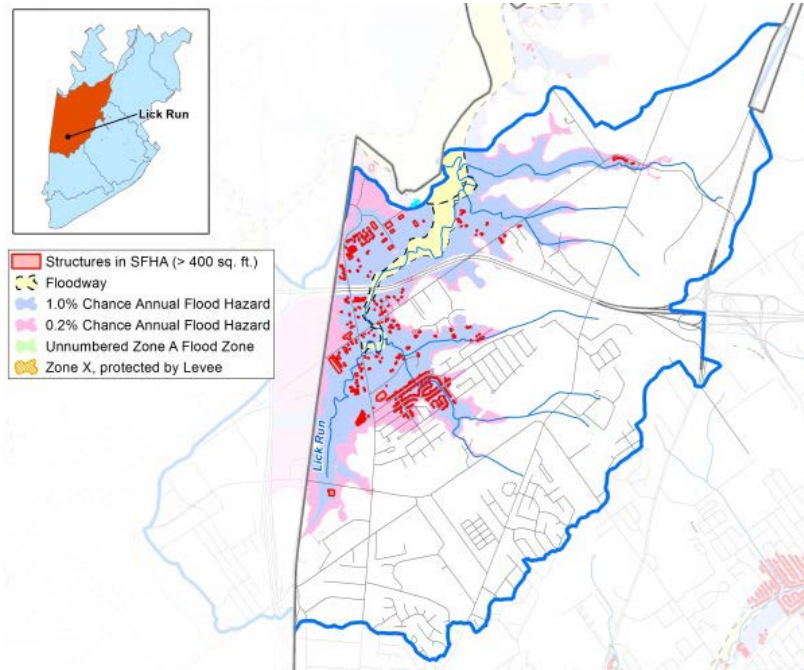 Lick Run
Structures in SFHA (> 400 sq. ft.)
Floodway
1.0% Chance Annual Flood Hazard
0.2% Chance Annual Flood Hazard
Unnumbered Zone A Flood Zone
Zone X, protected by Levee
Lick Run